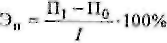 Эп = (П1 − П0) / I · 100%